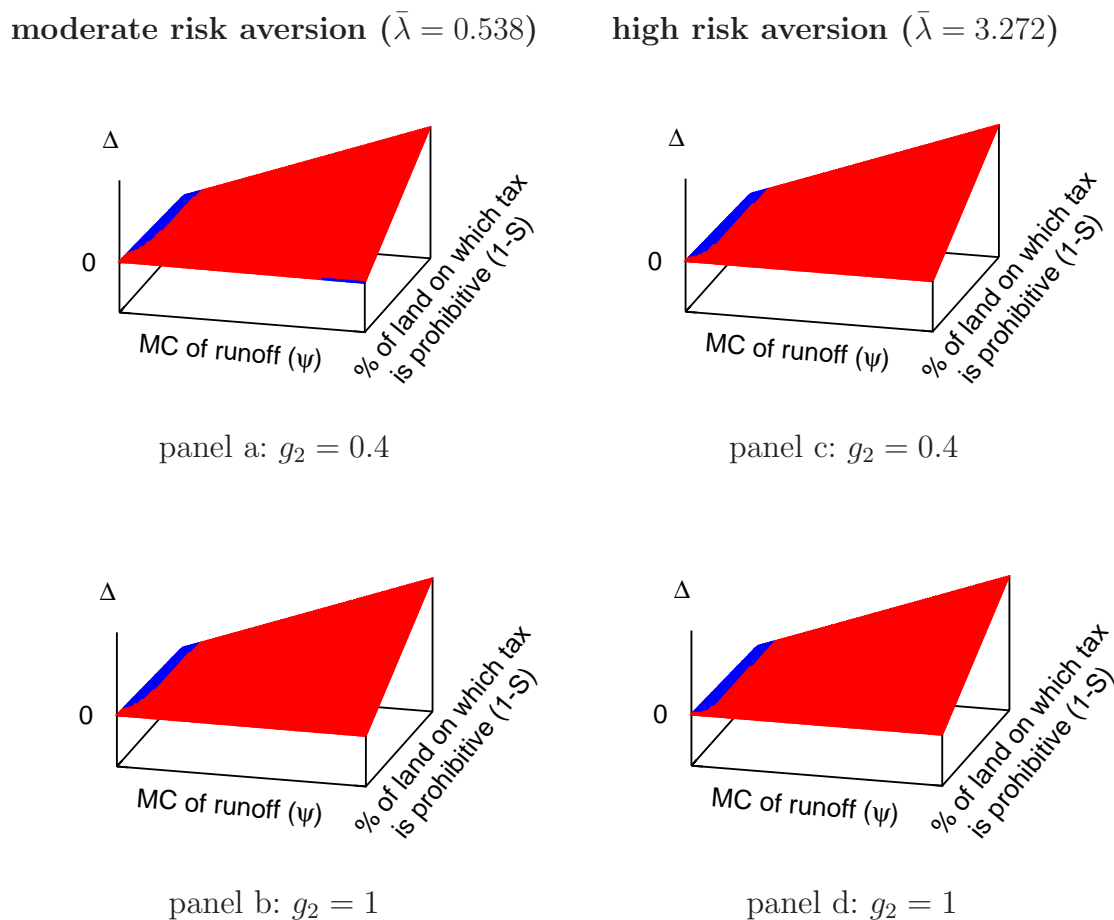 moderate risk aversion (λ̄ = 0.538)
high risk aversion (λ̄ = 3.272)
Δ
0
MC of runoff (ψ)
% of land on which tax
is prohibitive (1-S)
panel a: g₂ = 0.4
Δ
0
MC of runoff (ψ)
% of land on which tax
is prohibitive (1-S)
panel c: g₂ = 0.4
Δ
0
MC of runoff (ψ)
% of land on which tax
is prohibitive (1-S)
panel b: g₂ = 1
Δ
0
MC of runoff (ψ)
% of land on which tax
is prohibitive (1-S)
panel d: g₂ = 1